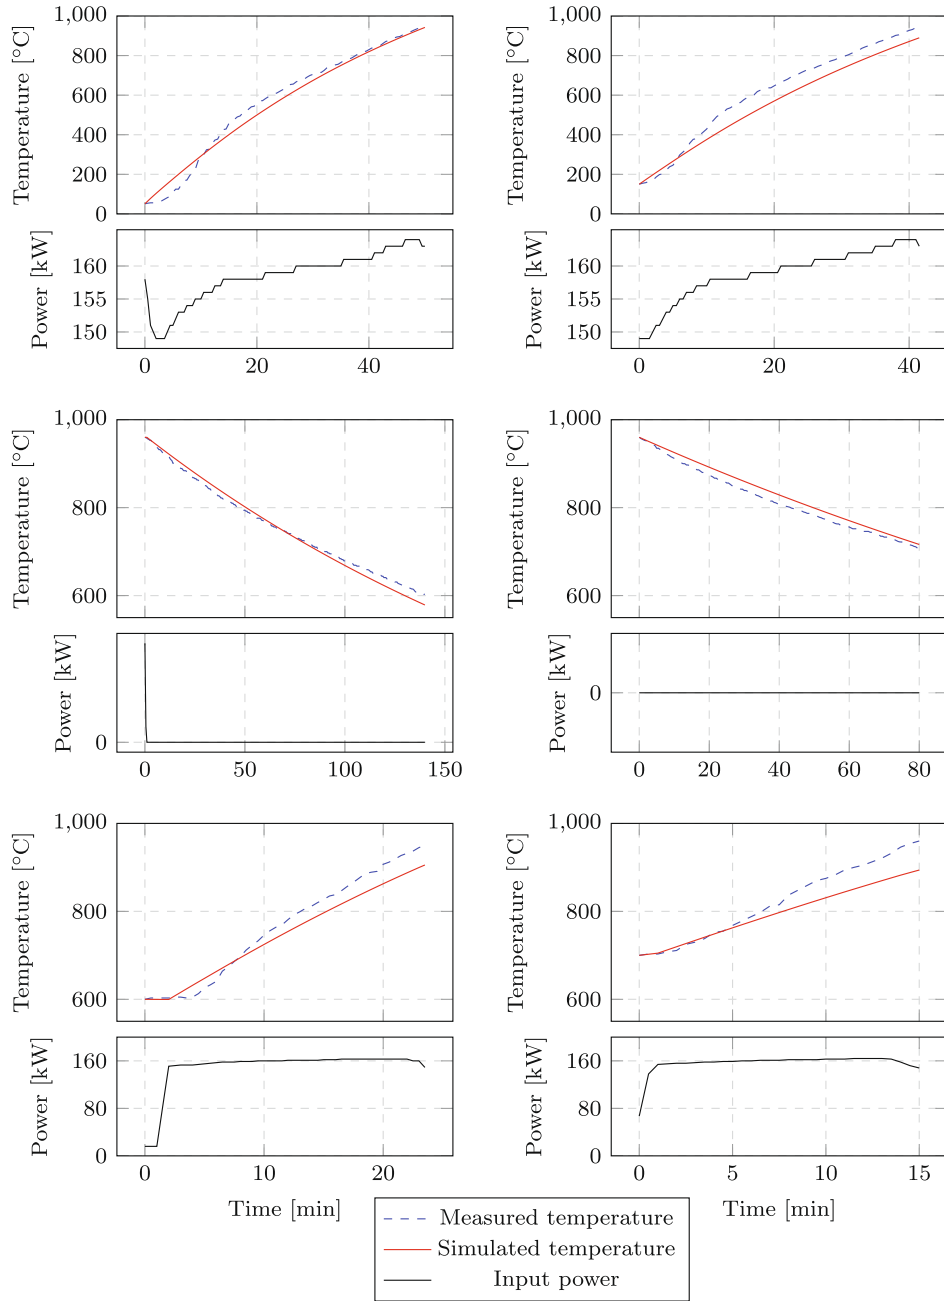 1,000
800
600
400
200
0
Temperature [°C]
1,000
800
600
400
200
0
Temperature [°C]
160
155
150
Power [kW]
0 20 40
160
155
150
Power [kW]
0 20 40
1,000
800
600
Temperature [°C]
1,000
800
600
Temperature [°C]
0
Power [kW]
0 50 100 150
0
Power [kW]
0 20 40 60 80
1,000
800
600
Temperature [°C]
1,000
800
600
Temperature [°C]
160
80
0
Power [kW]
0 10 20
Time [min]
160
80
0
Power [kW]
0 5 10 15
Time [min]
Measured temperature
Simulated temperature
Input power